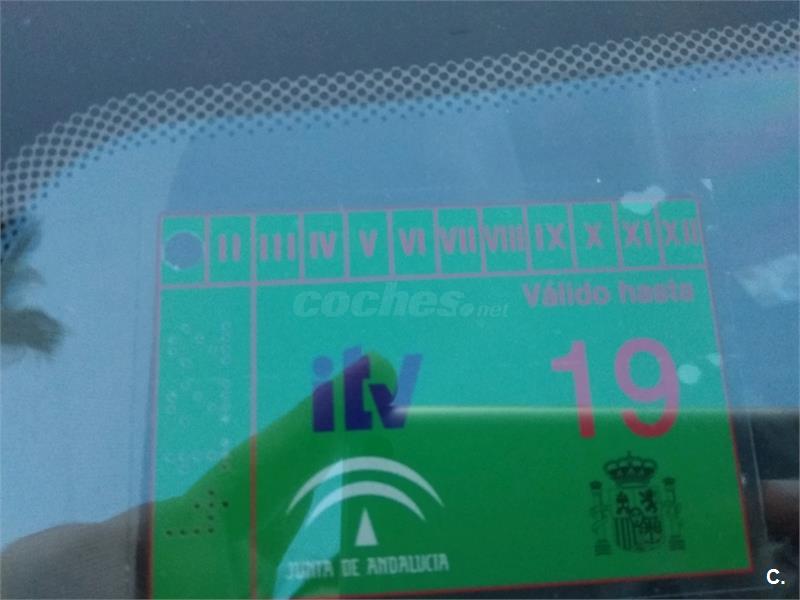 II III IV V VI VII VIII IX X XI XII
Válido hasta
coches.net
itv
19
JUNTA DE ANDALUCIA
C.